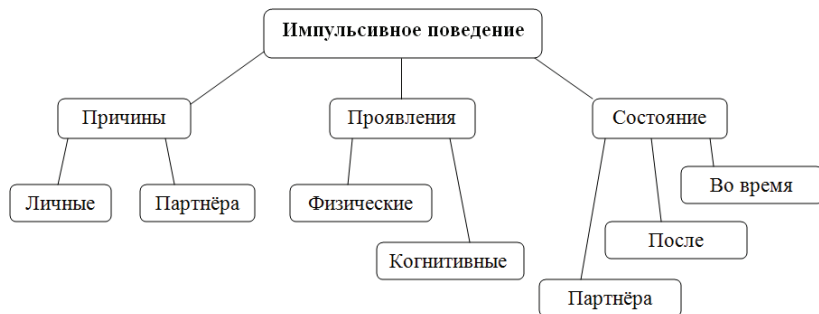 Импульсивное поведение
Причины
Проявления
Состояние
Личные
Партнёра
Физические
Во время
Когнитивные
После
Партнёра